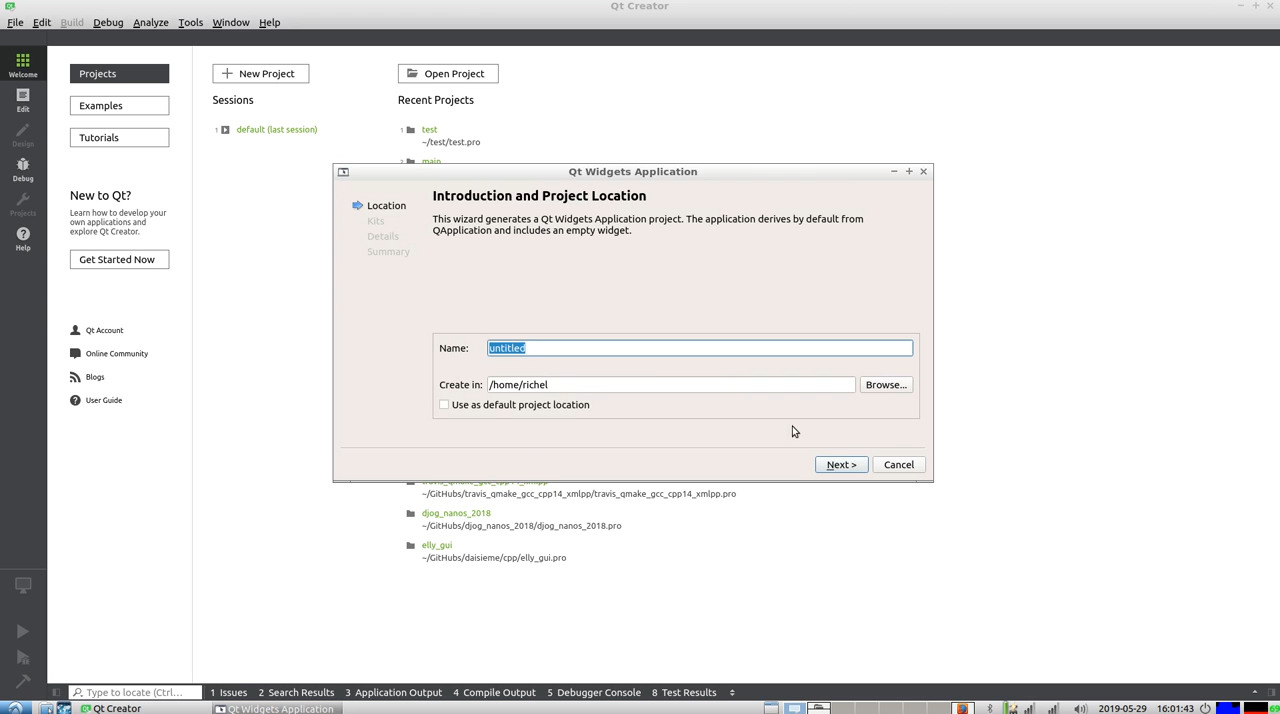 Qt Creator
File Edit Build Debug Analyze Tools Window Help
Welcome
Edit
Design
Debug
Projects
Help
Projects
Examples
Tutorials
New to Qt?
Learn how to develop your
own applications and
explore Qt Creator.
Get Started Now
Qt Account
Online Community
Blogs
User Guide
New Project
Sessions
1 default (last session)
Open Project
Recent Projects
1 test
~/test/test.pro
2 main
Qt Widgets Application
Location
Kits
Details
Summary
Introduction and Project Location
This wizard generates a Qt Widgets Application project. The application derives by default from
QApplication and includes an empty widget.
Name: untitled
Create in: /home/richel Browse...
Use as default project location
Next > Cancel
travis_qmake_gcc_cpp14_xmlpp
~/GitHubs/travis_qmake_gcc_cpp14_xmlpp/travis_qmake_gcc_cpp14_xmlpp.pro
djog_nanos_2018
~/GitHubs/djog_nanos_2018/djog_nanos_2018.pro
elly_gui
~/GitHubs/daisieme/cpp/elly_gui.pro
Type to locate (Ctrl... 1 Issues 2 Search Results 3 Application Output 4 Compile Output 5 Debugger Console 8 Test Results
Qt Creator Qt Widgets Application 2019-05-29 16:01:43